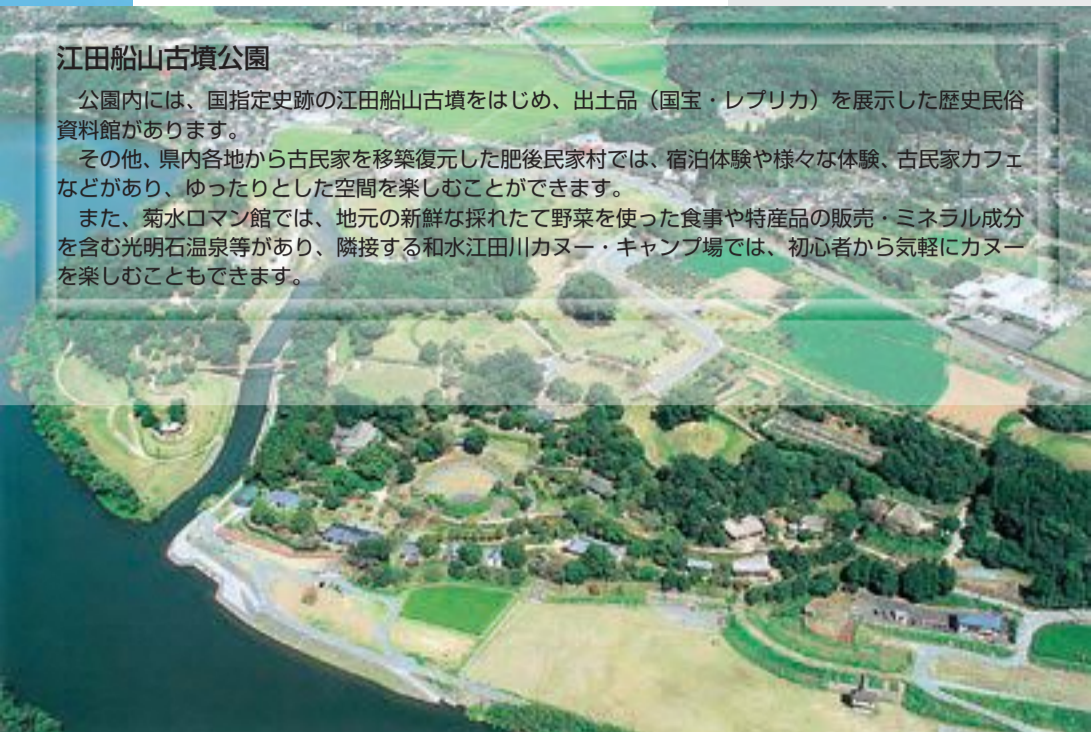 江田船山古墳公園
公園内には、国指定史跡の江田船山古墳をはじめ、出土品（国宝・レプリカ）を展示した歴史民俗
資料館があります。
その他、県内各地から古民家を移築復元した肥後民家村では、宿泊体験や様々な体験、古民家カフェ
などがあり、ゆったりとした空間を楽しむことができます。
また、菊水ロマン館では、地元の新鮮な採れたて野菜を使った食事や特産品の販売・ミネラル成分
を含む光明石温泉等があり、隣接する和水江田川カヌー・キャンプ場では、初心者から気軽にカヌー
を楽しむこともできます。